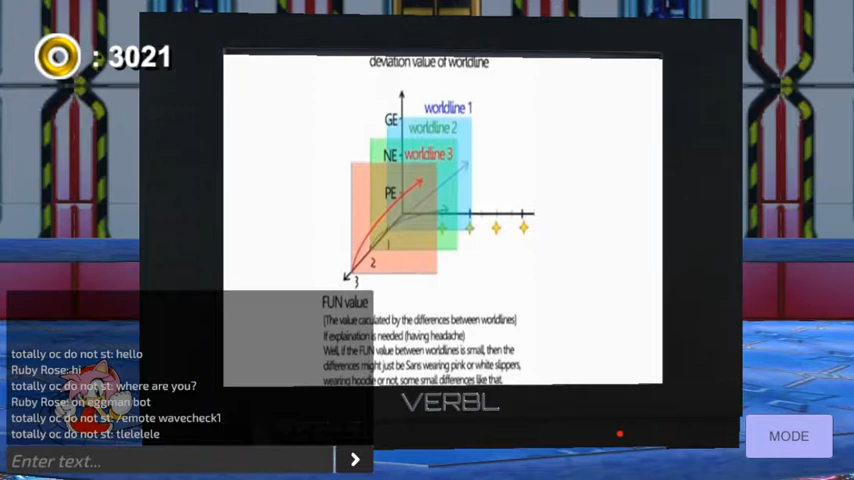 : 3021
deviation value of worldline
worldline 1
GE
worldline 2
NE
worldline 3
PE
1
2
3
FUN value
(The value caculated by the differences between worldlines)
If explaination is needed (having headache)
Well, if the FUN value between worldlines is small, then the
differences might just be Sans wearing pink or white slippers,
wearing hoodie or not, some small differences like that.
VERBL
MODE
totally oc do not st: hello
Ruby Rose: hi
totally oc do not st: where are you?
Ruby Rose: on eggman bot
totally oc do not st: /emote wavecheck1
totally oc do not st: tlelelele
Enter text...
>